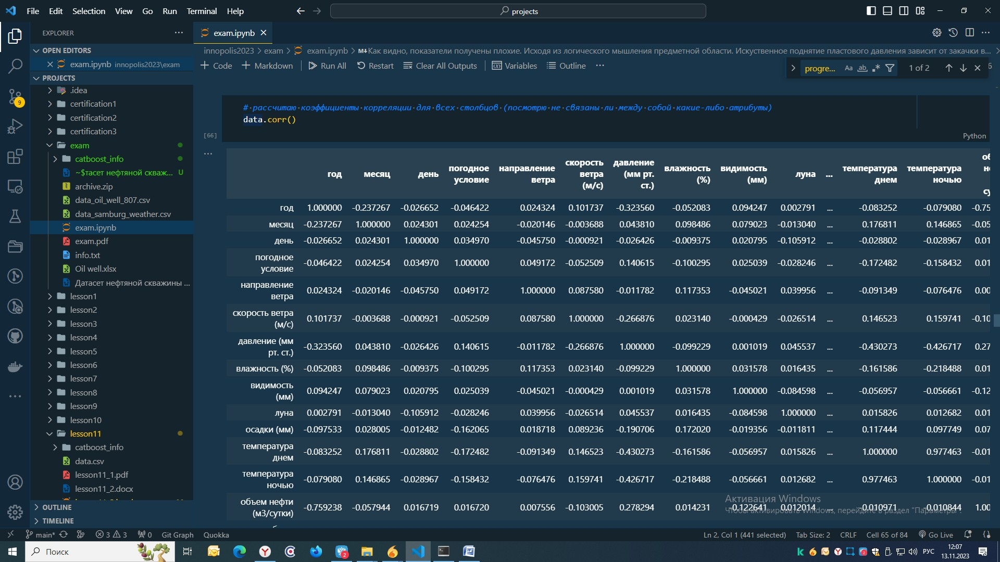 File Edit Selection View Go Run Terminal Help
projects
EXPLORER
OPEN EDITORS
exam.ipynb innopolis2023\exam
PROJECTS
.idea
certification1
certification2
certification3
exam
catboost_info
~$тасет нефтяной скваж... U
archive.zip
data_oil_well_807.csv
data_samburg_weather.csv
exam.ipynb
exam.pdf
info.txt
Oil well.xlsx
Датасет нефтяной скважины ...
lesson1
lesson2
lesson3
lesson4
lesson5
lesson6
lesson7
lesson8
lesson9
lesson10
lesson11
catboost_info
data.csv
lesson11_1.pdf
lesson11_2.docx
OUTLINE
TIMELINE
exam.ipynb
innopolis2023 > exam > exam.ipynb > M↓Как видно, показатели получены плохие. Исходя из логического мышления предметной области. Искуственное поднятие пластового давления зависит от закачки в...
+ Code + Markdown Run All Restart Clear All Outputs Variables Outline ...
progre... Aa ab 1 of 2
# рассчитаю коэффициенты корреляции для всех столбцов (посмотрю не связаны ли между собой какие-либо атрибуты)
data.corr()
[66]
Python
...
год месяц день погодное условие направление ветра скорость ветра (м/с) давление (мм рт. ст.) влажность (%) видимость (мм) луна ... температура днем температура ночью
год 1.000000 -0.237267 -0.026652 -0.046422 0.024324 0.101737 -0.323560 -0.052083 0.094247 0.002791 ... -0.083252 -0.079080 -0.75
месяц -0.237267 1.000000 0.024301 0.024254 -0.020146 -0.003688 0.043810 0.098486 0.079023 -0.013040 ... 0.176811 0.146865 -0.05
день -0.026652 0.024301 1.000000 0.034970 -0.045750 -0.000921 -0.026426 -0.009375 0.020795 -0.105912 ... -0.028802 -0.028967 0.01
погодное условие -0.046422 0.024254 0.034970 1.000000 0.049172 -0.052509 0.140615 -0.100295 0.025039 -0.028246 ... -0.172482 -0.158432 0.01
направление ветра 0.024324 -0.020146 -0.045750 0.049172 1.000000 0.087580 -0.011782 0.117353 -0.045021 0.039956 ... -0.091349 -0.076476 0.00
скорость ветра (м/с) 0.101737 -0.003688 -0.000921 -0.052509 0.087580 1.000000 -0.266876 0.023140 -0.000429 -0.026514 ... 0.146523 0.159741 -0.10
давление (мм рт. ст.) -0.323560 0.043810 -0.026426 0.140615 -0.011782 -0.266876 1.000000 -0.099229 0.001019 0.045537 ... -0.430273 -0.426717 0.27
влажность (%) -0.052083 0.098486 -0.009375 -0.100295 0.117353 0.023140 -0.099229 1.000000 0.031578 0.016435 ... -0.161586 -0.218488 0.01
видимость (мм) 0.094247 0.079023 0.020795 0.025039 -0.045021 -0.000429 0.001019 0.031578 1.000000 -0.084598 ... -0.056957 -0.056661 -0.12
луна 0.002791 -0.013040 -0.105912 -0.028246 0.039956 -0.026514 0.045537 0.016435 -0.084598 1.000000 ... 0.015826 0.012682 0.01
осадки (мм) -0.097533 0.028005 -0.012482 -0.162065 0.018718 0.089236 -0.190706 0.172020 -0.019356 -0.011811 ... 0.117444 0.097749 0.07
температура днем -0.083252 0.176811 -0.028802 -0.172482 -0.091349 0.146523 -0.430273 -0.161586 -0.056957 0.015826 ... 1.000000 0.977463 -0.01
температура ночью -0.079080 0.146865 -0.028967 -0.158432 -0.076476 0.159741 -0.426717 -0.218488 -0.056661 0.012682 ... 0.977463 1.000000 -0.01
объем нефти (м3/сутки) -0.759238 -0.057944 0.016719 0.016720 0.007556 -0.103005 0.278294 0.014231 -0.122641 0.012014 ... -0.010971 -0.010844 1.00
Активация Windows
Чтобы активировать Windows, перейдите в раздел "Параметры".
main* 3 3 0 Git Graph Quokka
Ln 2, Col 1 (441 selected) Tab Size: 2 CRLF Cell 65 of 84 Go Live
Поиск
РУС
12:07
13.11.2023